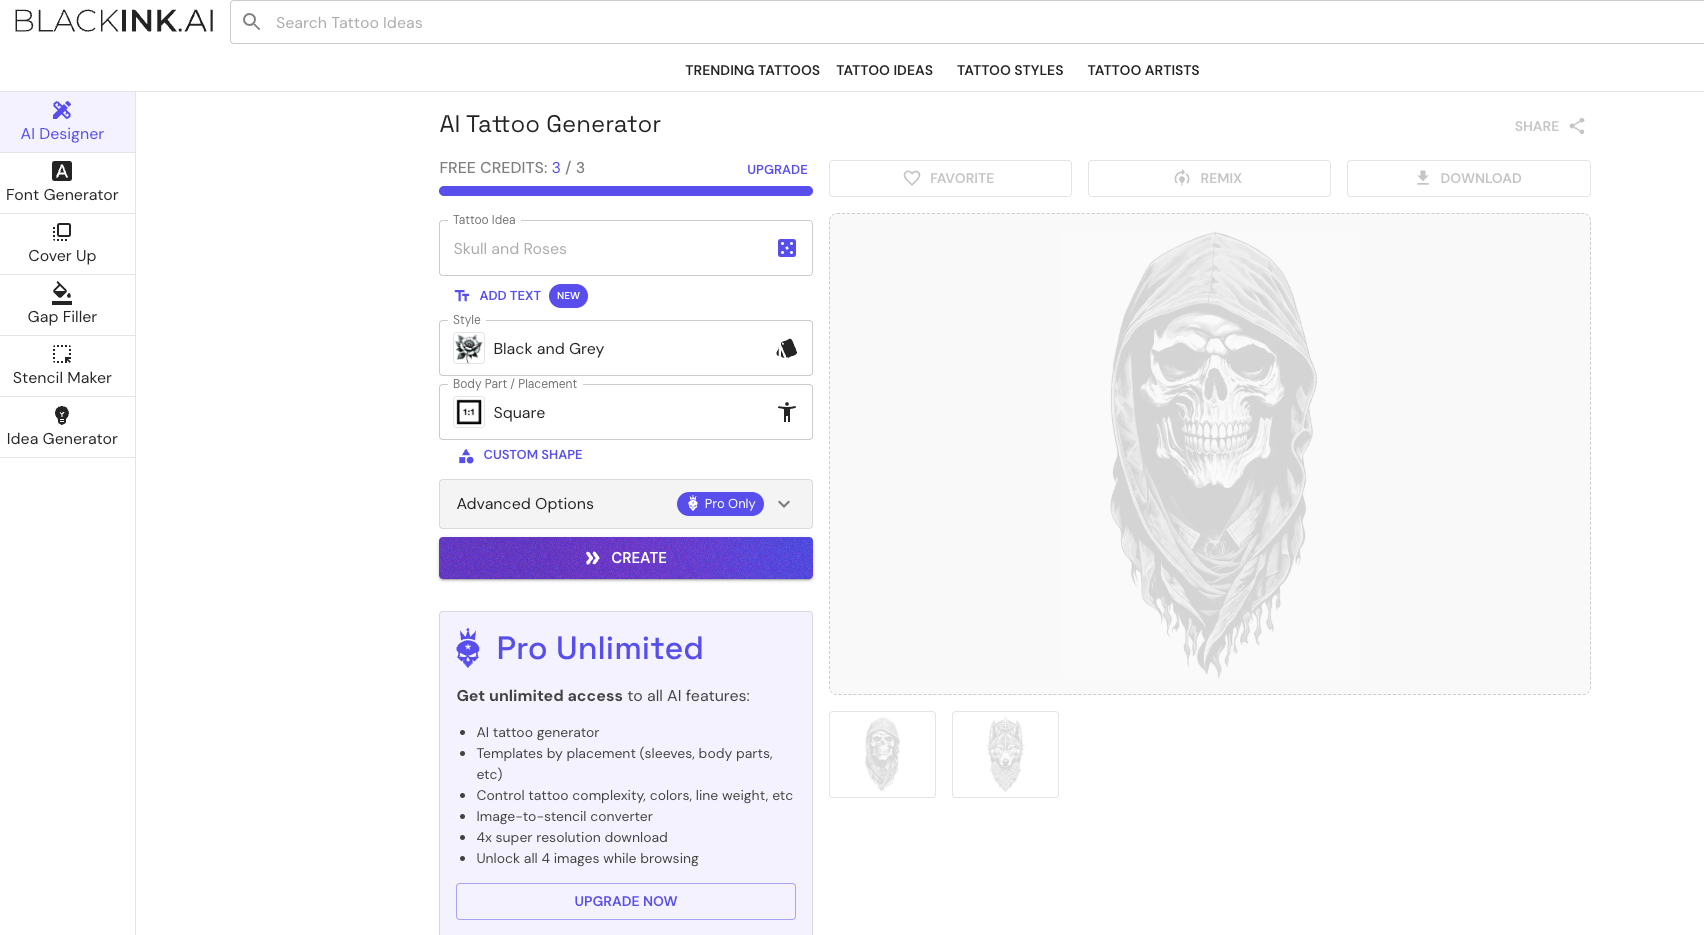 BLACKINK.AI
Search Tattoo Ideas
TRENDING TATTOOS TATTOO IDEAS TATTOO STYLES TATTOO ARTISTS
AI Designer
Font Generator
Cover Up
Gap Filler
Stencil Maker
Idea Generator
AI Tattoo Generator
SHARE
FREE CREDITS: 3 / 3
UPGRADE
Tattoo Idea
Skull and Roses
ADD TEXT NEW
Style
Black and Grey
Body Part / Placement
1:1 Square
CUSTOM SHAPE
Advanced Options Pro Only
CREATE
Pro Unlimited
Get unlimited access to all AI features:
AI tattoo generator
Templates by placement (sleeves, body parts,
etc)
Control tattoo complexity, colors, line weight, etc
Image-to-stencil converter
4x super resolution download
Unlock all 4 images while browsing
UPGRADE NOW
FAVORITE REMIX DOWNLOAD